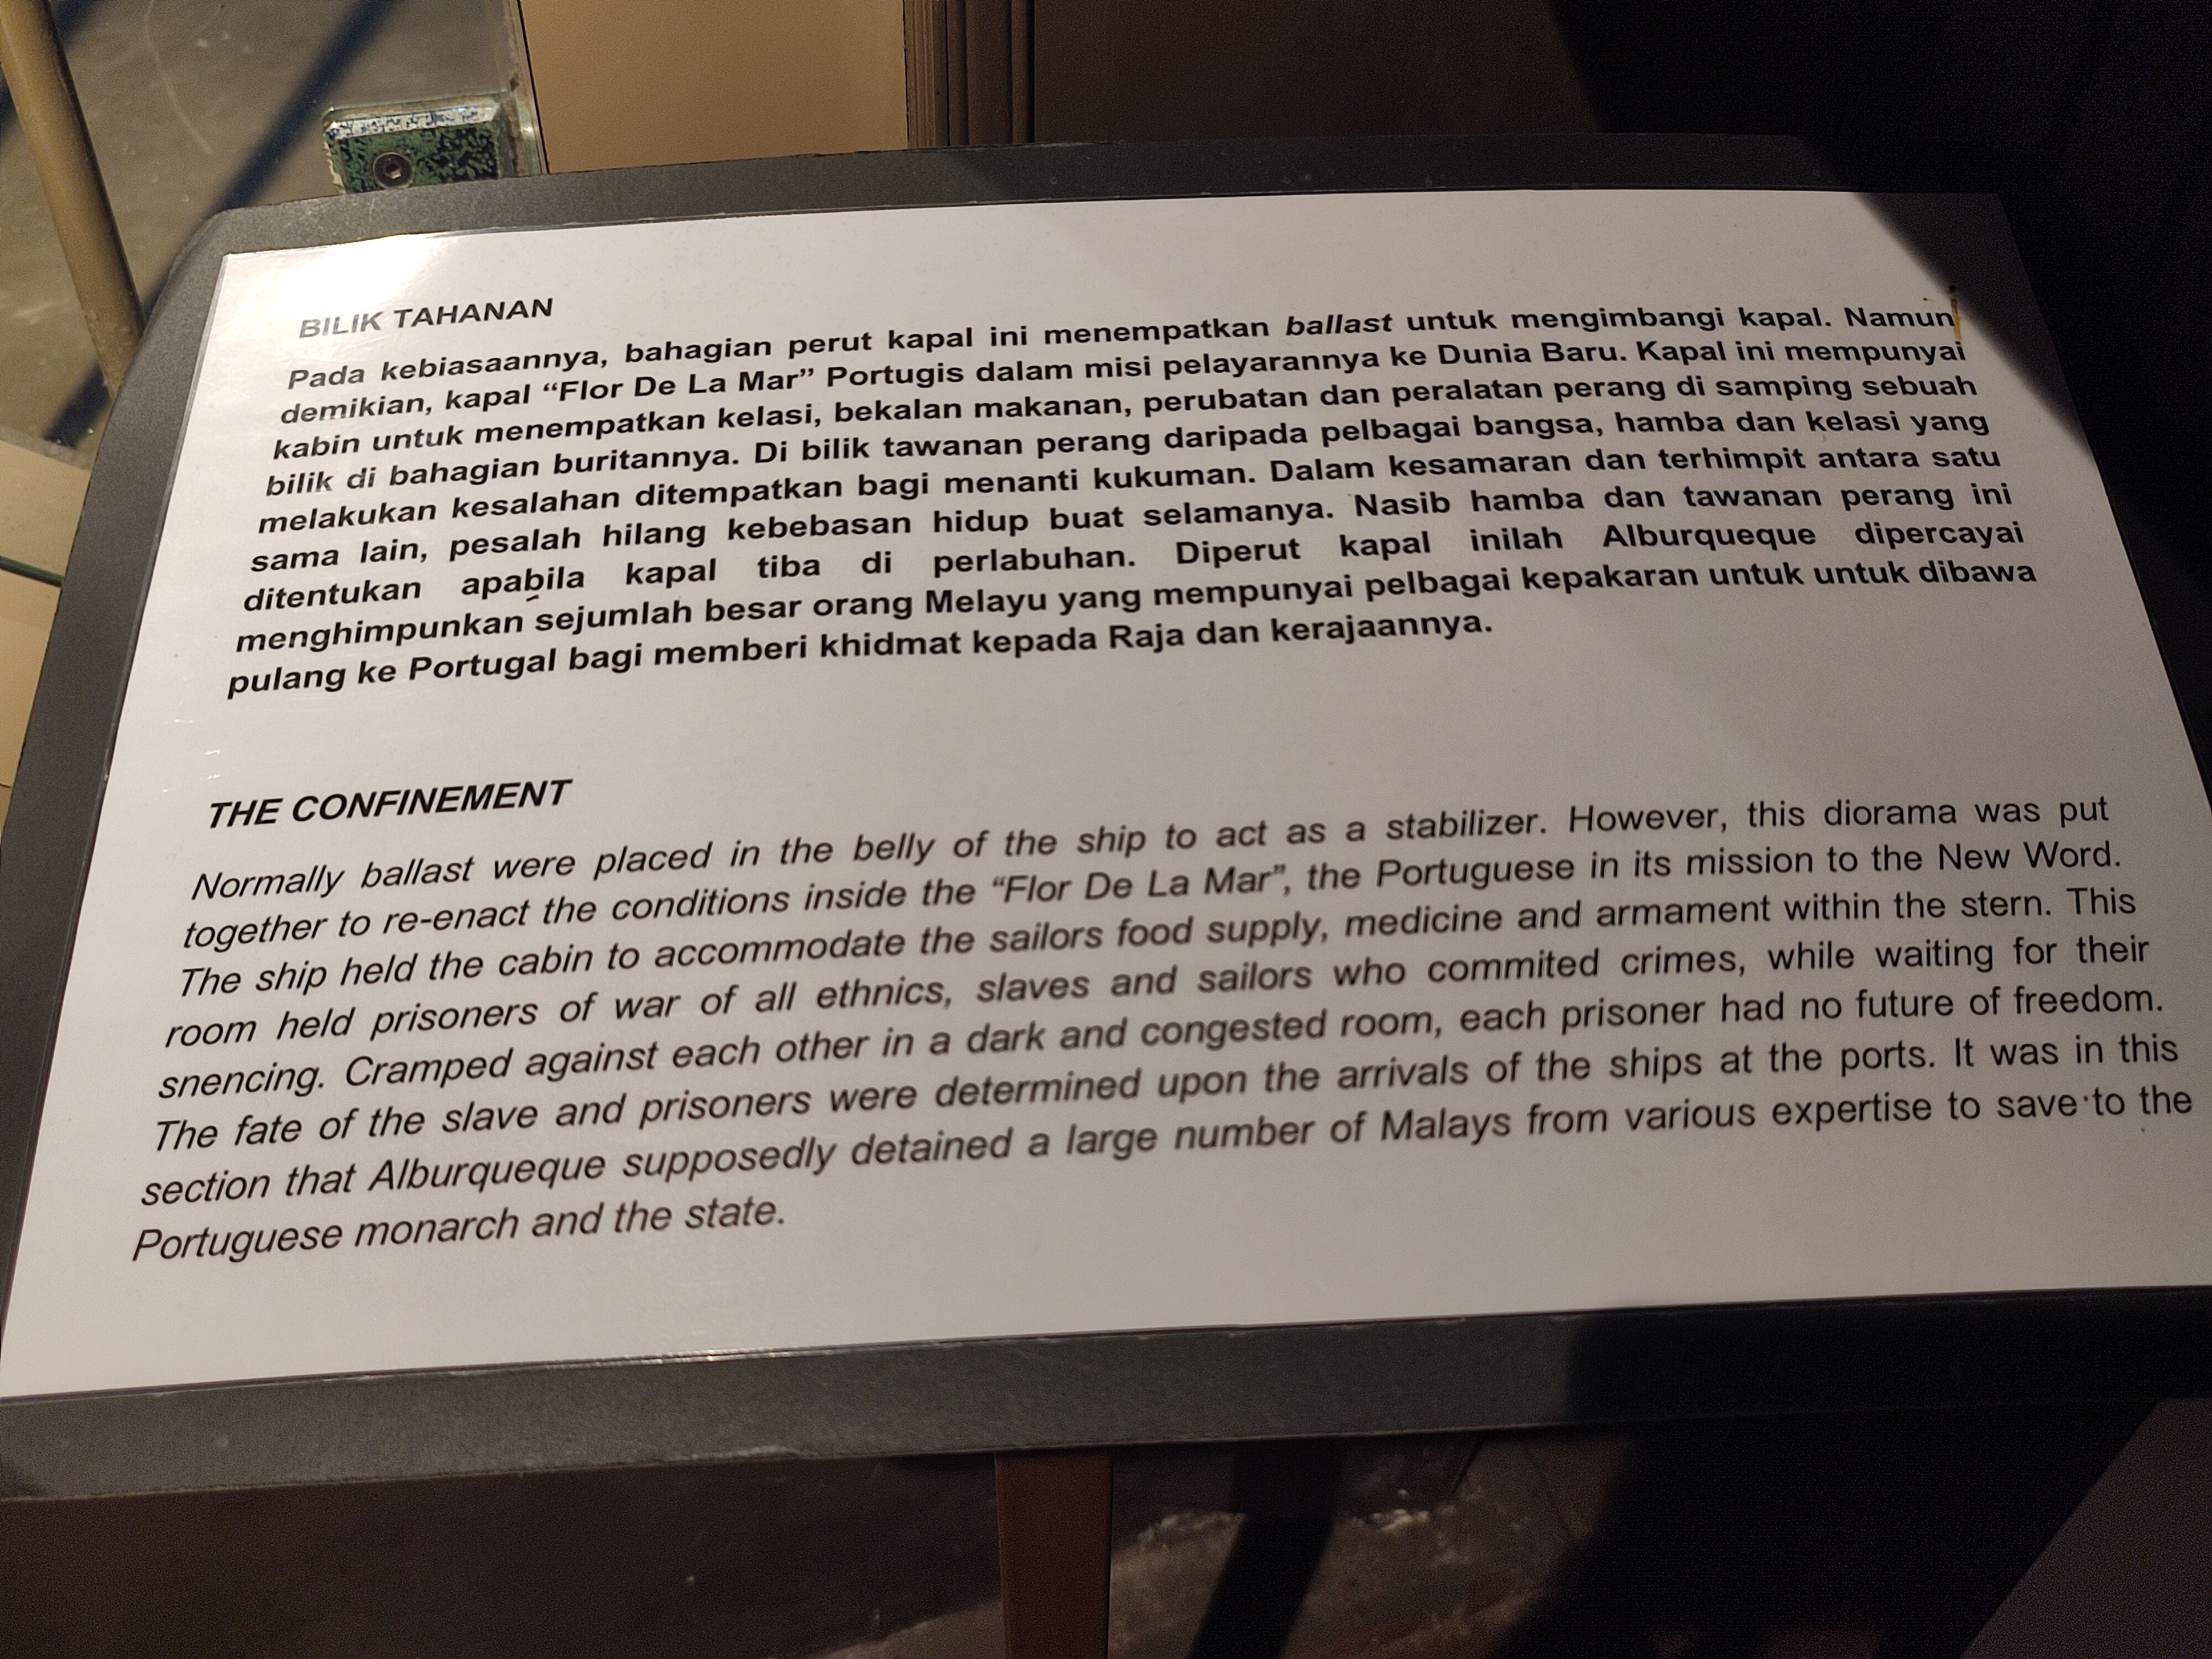 BILIK TAHANAN
Pada kebiasaannya, bahagian perut kapal ini menempatkan ballast untuk mengimbangi kapal. Namun
demikian, kapal “Flor De La Mar” Portugis dalam misi pelayarannya ke Dunia Baru. Kapal ini mempunyai
kabin untuk menempatkan kelasi, bekalan makanan, perubatan dan peralatan perang di samping sebuah
bilik di bahagian buritannya. Di bilik tawanan perang daripada pelbagai bangsa, hamba dan kelasi yang
melakukan kesalahan ditempatkan bagi menanti kukuman. Dalam kesamaran dan terhimpit antara satu
sama lain, pesalah hilang kebebasan hidup buat selamanya. Nasib hamba dan tawanan perang ini
ditentukan apabila kapal tiba di perlabuhan. Diperut kapal inilah Alburqueque dipercayai
menghimpunkan sejumlah besar orang Melayu yang mempunyai pelbagai kepakaran untuk untuk dibawa
pulang ke Portugal bagi memberi khidmat kepada Raja dan kerajaannya.
THE CONFINEMENT
Normally ballast were placed in the belly of the ship to act as a stabilizer. However, this diorama was put
together to re-enact the conditions inside the “Flor De La Mar”, the Portuguese in its mission to the New Word.
The ship held the cabin to accommodate the sailors food supply, medicine and armament within the stern. This
room held prisoners of war of all ethnics, slaves and sailors who commited crimes, while waiting for their
snencing. Cramped against each other in a dark and congested room, each prisoner had no future of freedom.
The fate of the slave and prisoners were determined upon the arrivals of the ships at the ports. It was in this
section that Alburqueque supposedly detained a large number of Malays from various expertise to save to the
Portuguese monarch and the state.